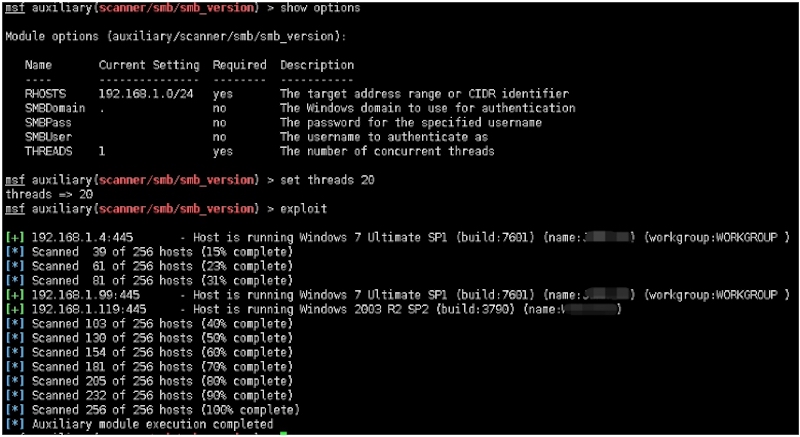 msf auxiliary(scanner/smb/smb_version) > show options
Module options (auxiliary/scanner/smb/smb_version):
Name Current Setting Required Description
---- --------------- -------- -----------
RHOSTS 192.168.1.0/24 yes The target address range or CIDR identifier
SMBDomain . no The Windows domain to use for authentication
SMBPass no The password for the specified username
SMBUser no The username to authenticate as
THREADS 1 yes The number of concurrent threads
msf auxiliary(scanner/smb/smb_version) > set threads 20
threads => 20
msf auxiliary(scanner/smb/smb_version) > exploit
[+] 192.168.1.4:445 - Host is running Windows 7 Ultimate SP1 (build:7601) (name:J) (workgroup:WORKGROUP )
[*] Scanned 39 of 256 hosts (15% complete)
[*] Scanned 61 of 256 hosts (23% complete)
[*] Scanned 81 of 256 hosts (31% complete)
[+] 192.168.1.99:445 - Host is running Windows 7 Ultimate SP1 (build:7601) (name:J) (workgroup:WORKGROUP )
[+] 192.168.1.119:445 - Host is running Windows 2003 R2 SP2 (build:3790) (name:)
[*] Scanned 103 of 256 hosts (40% complete)
[*] Scanned 130 of 256 hosts (50% complete)
[*] Scanned 154 of 256 hosts (60% complete)
[*] Scanned 181 of 256 hosts (70% complete)
[*] Scanned 205 of 256 hosts (80% complete)
[*] Scanned 232 of 256 hosts (90% complete)
[*] Scanned 256 of 256 hosts (100% complete)
[*] Auxiliary module execution completed